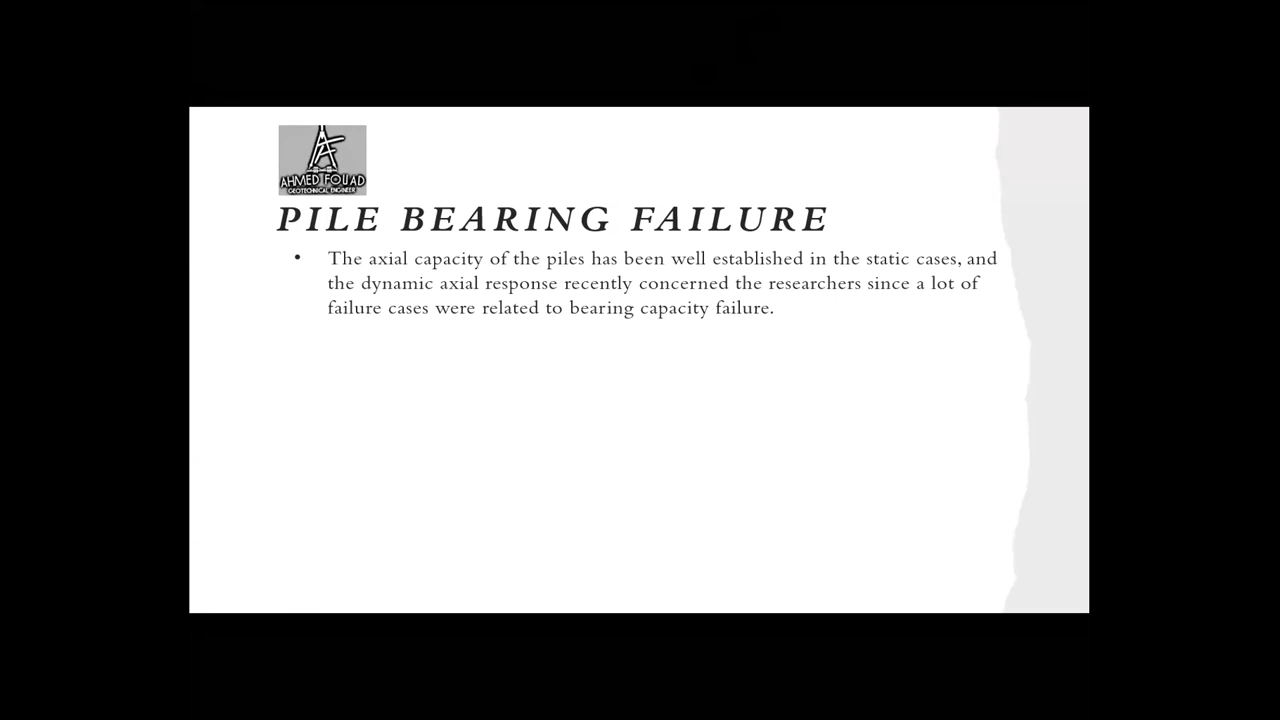 AHMED FOUAD
GEOTECHNICAL ENGINEER
PILE BEARING FAILURE
• The axial capacity of the piles has been well established in the static cases, and
the dynamic axial response recently concerned the researchers since a lot of
failure cases were related to bearing capacity failure.